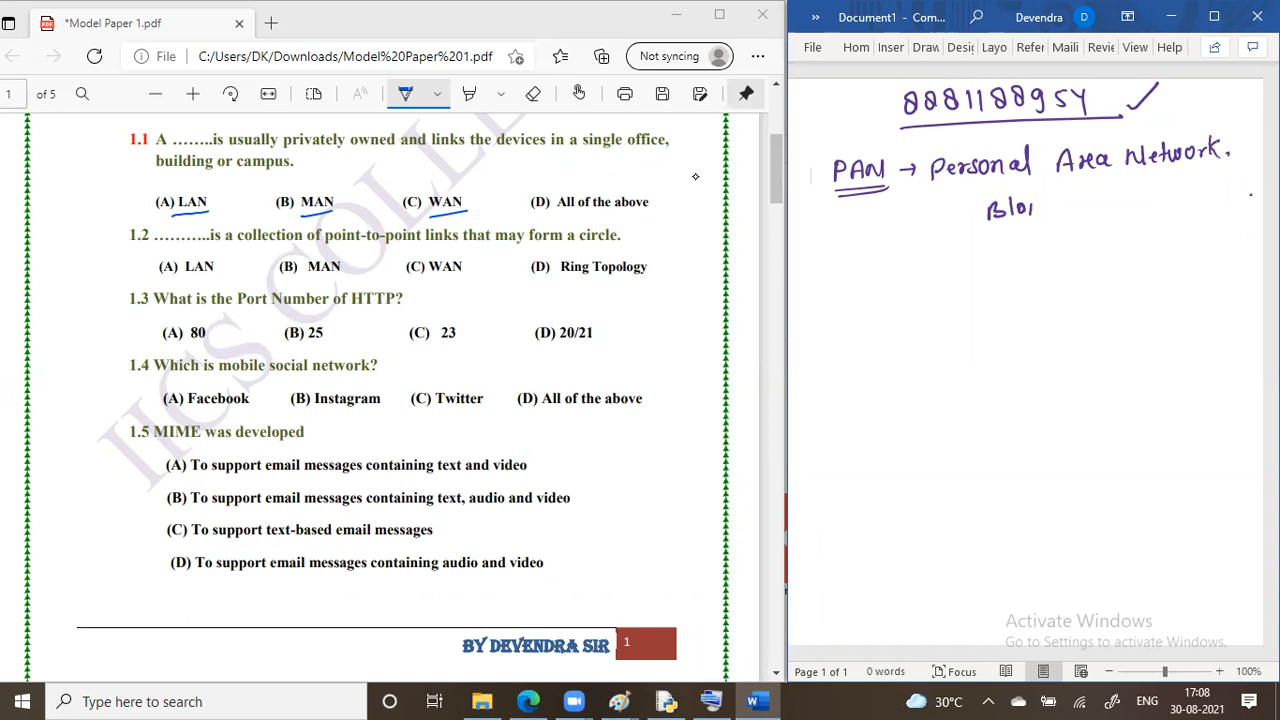 *Model Paper 1.pdf
Document1 - Com...
Devendra
D
File
C:/Users/DK/Downloads/Model%20Paper%201.pdf
Not syncing
File Hom Inser Draw Desig Layo Refer Maili Revie View Help
1 of 5
1.1 A ........is usually privately owned and links the devices in a single office,
building or campus.
(A) LAN (B) MAN (C) WAN (D) All of the above
1.2 ...........is a collection of point-to-point links that may form a circle.
(A) LAN (B) MAN (C) WAN (D) Ring Topology
1.3 What is the Port Number of HTTP?
(A) 80 (B) 25 (C) 23 (D) 20/21
1.4 Which is mobile social network?
(A) Facebook (B) Instagram (C) Twitter (D) All of the above
1.5 MIME was developed
(A) To support email messages containing text and video
(B) To support email messages containing text, audio and video
(C) To support text-based email messages
(D) To support email messages containing audio and video
BY DEVENDRA SIR 1
IICS COLL
8881188954
PAN → Personal Area Network.
Activate Windows
Go to Settings to activate Windows.
Page 1 of 1 0 words Focus 100%
Type here to search
30°C
ENG
17:08
30-08-2021